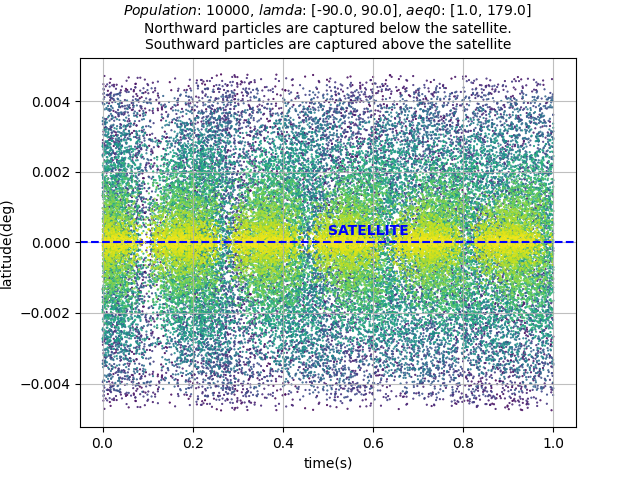 Population: 10000, lamda: [-90.0, 90.0], aeq0: [1.0, 179.0]
Northward particles are captured below the satellite.
Southward particles are captured above the satellite
0.004
0.002
0.000
−0.002
−0.004
latitude(deg)
SATELLITE
0.0 0.2 0.4 0.6 0.8 1.0
time(s)